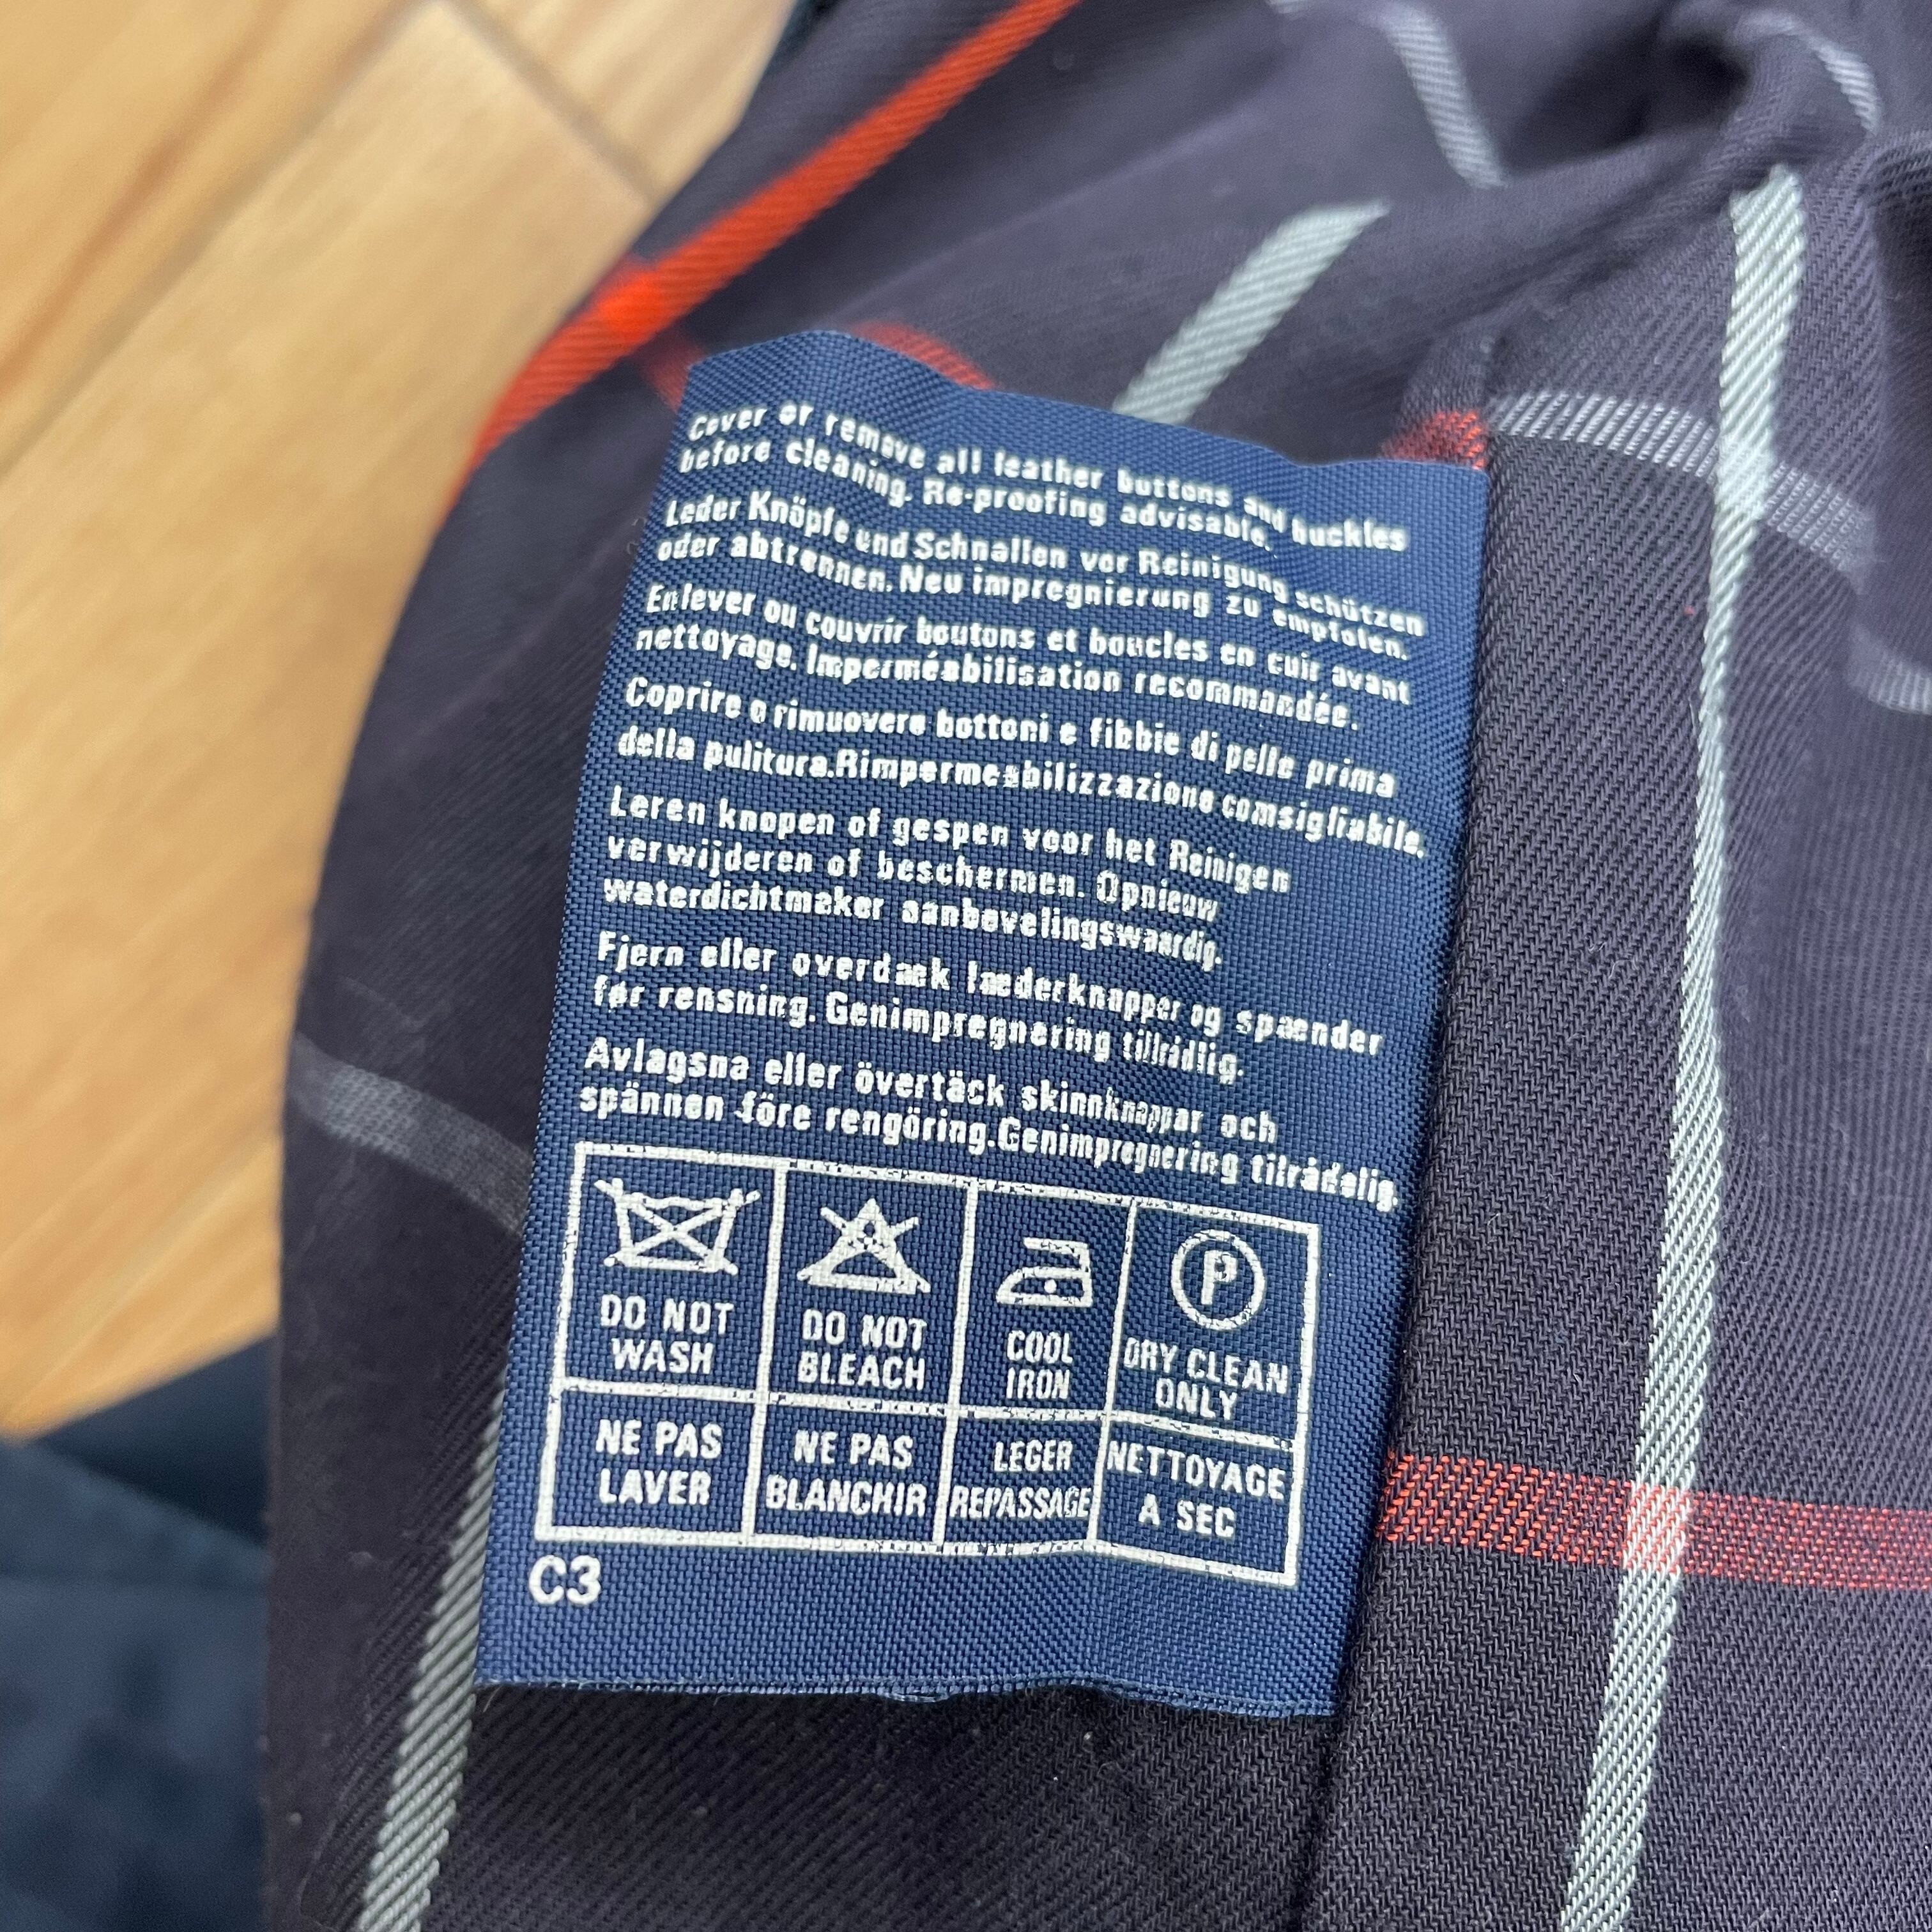 Cover or remove all leather buttons and buckles
before cleaning. Re-proofing advisable.
Leder Knöpfe und Schnallen vor Reinigung schützen
oder abtrennen. Neu impregnierung zu empfolen.
Enlever ou couvrir boutons et boucles en cuir avant
nettoyage. Imperméabilisation recommandée.
Coprire o rimuovere bottoni e fibbie di pelle prima
della pulitura.Rimpermeabilizzazione comsigliabile.
Leren knopen of gespen voor het Reinigen
verwijderen of beschermen. Opnieuw
waterdichtmaker aanbevelingswaardig.
Fjern eller overdæk læderknapper og spænder
før rensning. Genimpregnering tilrådlig.
Avlagsna eller övertäck skinnknappar och
spännen före rengöring.Genimpregnering tilrådelig.
P
DO NOT
WASH
DO NOT
BLEACH
COOL
IRON
DRY CLEAN
ONLY
NE PAS
LAVER
NE PAS
BLANCHIR
LEGER
REPASSAGE
NETTOYAGE
A SEC
C3